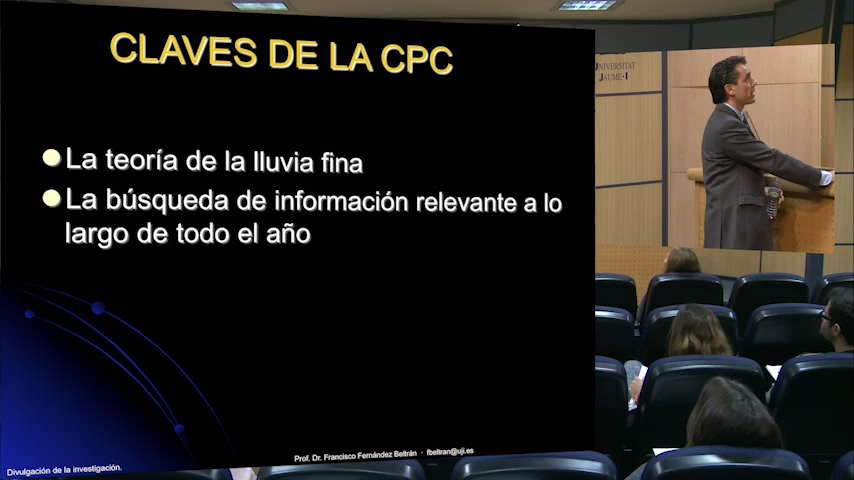 CLAVES DE LA CPC
La teoría de la lluvia fina
La búsqueda de información relevante a lo
largo de todo el año
Prof. Dr. Francisco Fernández Beltrán · fbeltran@uji.es
Divulgación de la investigación.
UNIVERSITAT
JAUME·I